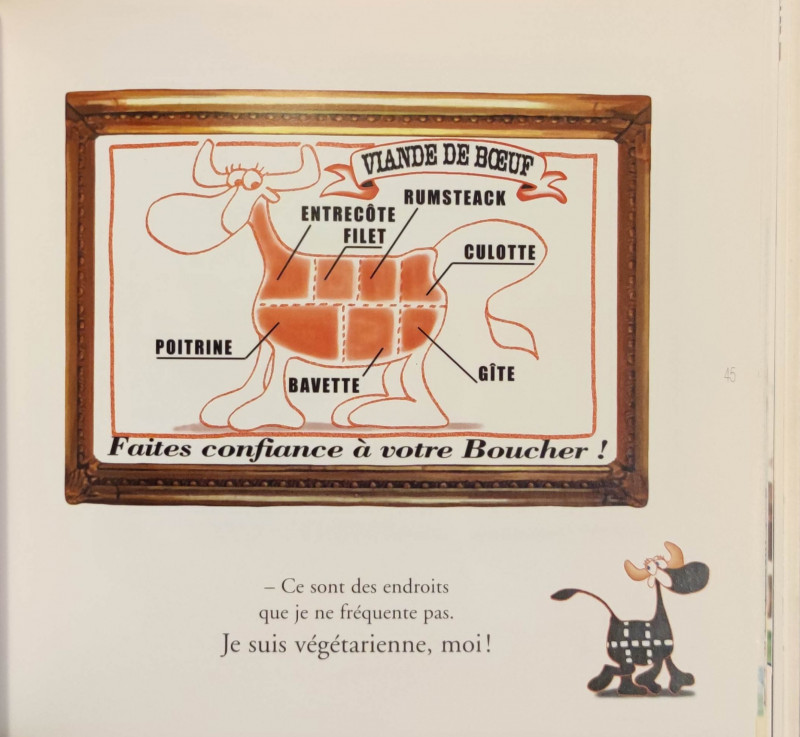 VIANDE DE BŒUF
RUMSTEACK
ENTRECÔTE
FILET
CULOTTE
POITRINE
BAVETTE
GÎTE
Faites confiance à votre Boucher !
45
– Ce sont des endroits
que je ne fréquente pas.
Je suis végétarienne, moi !